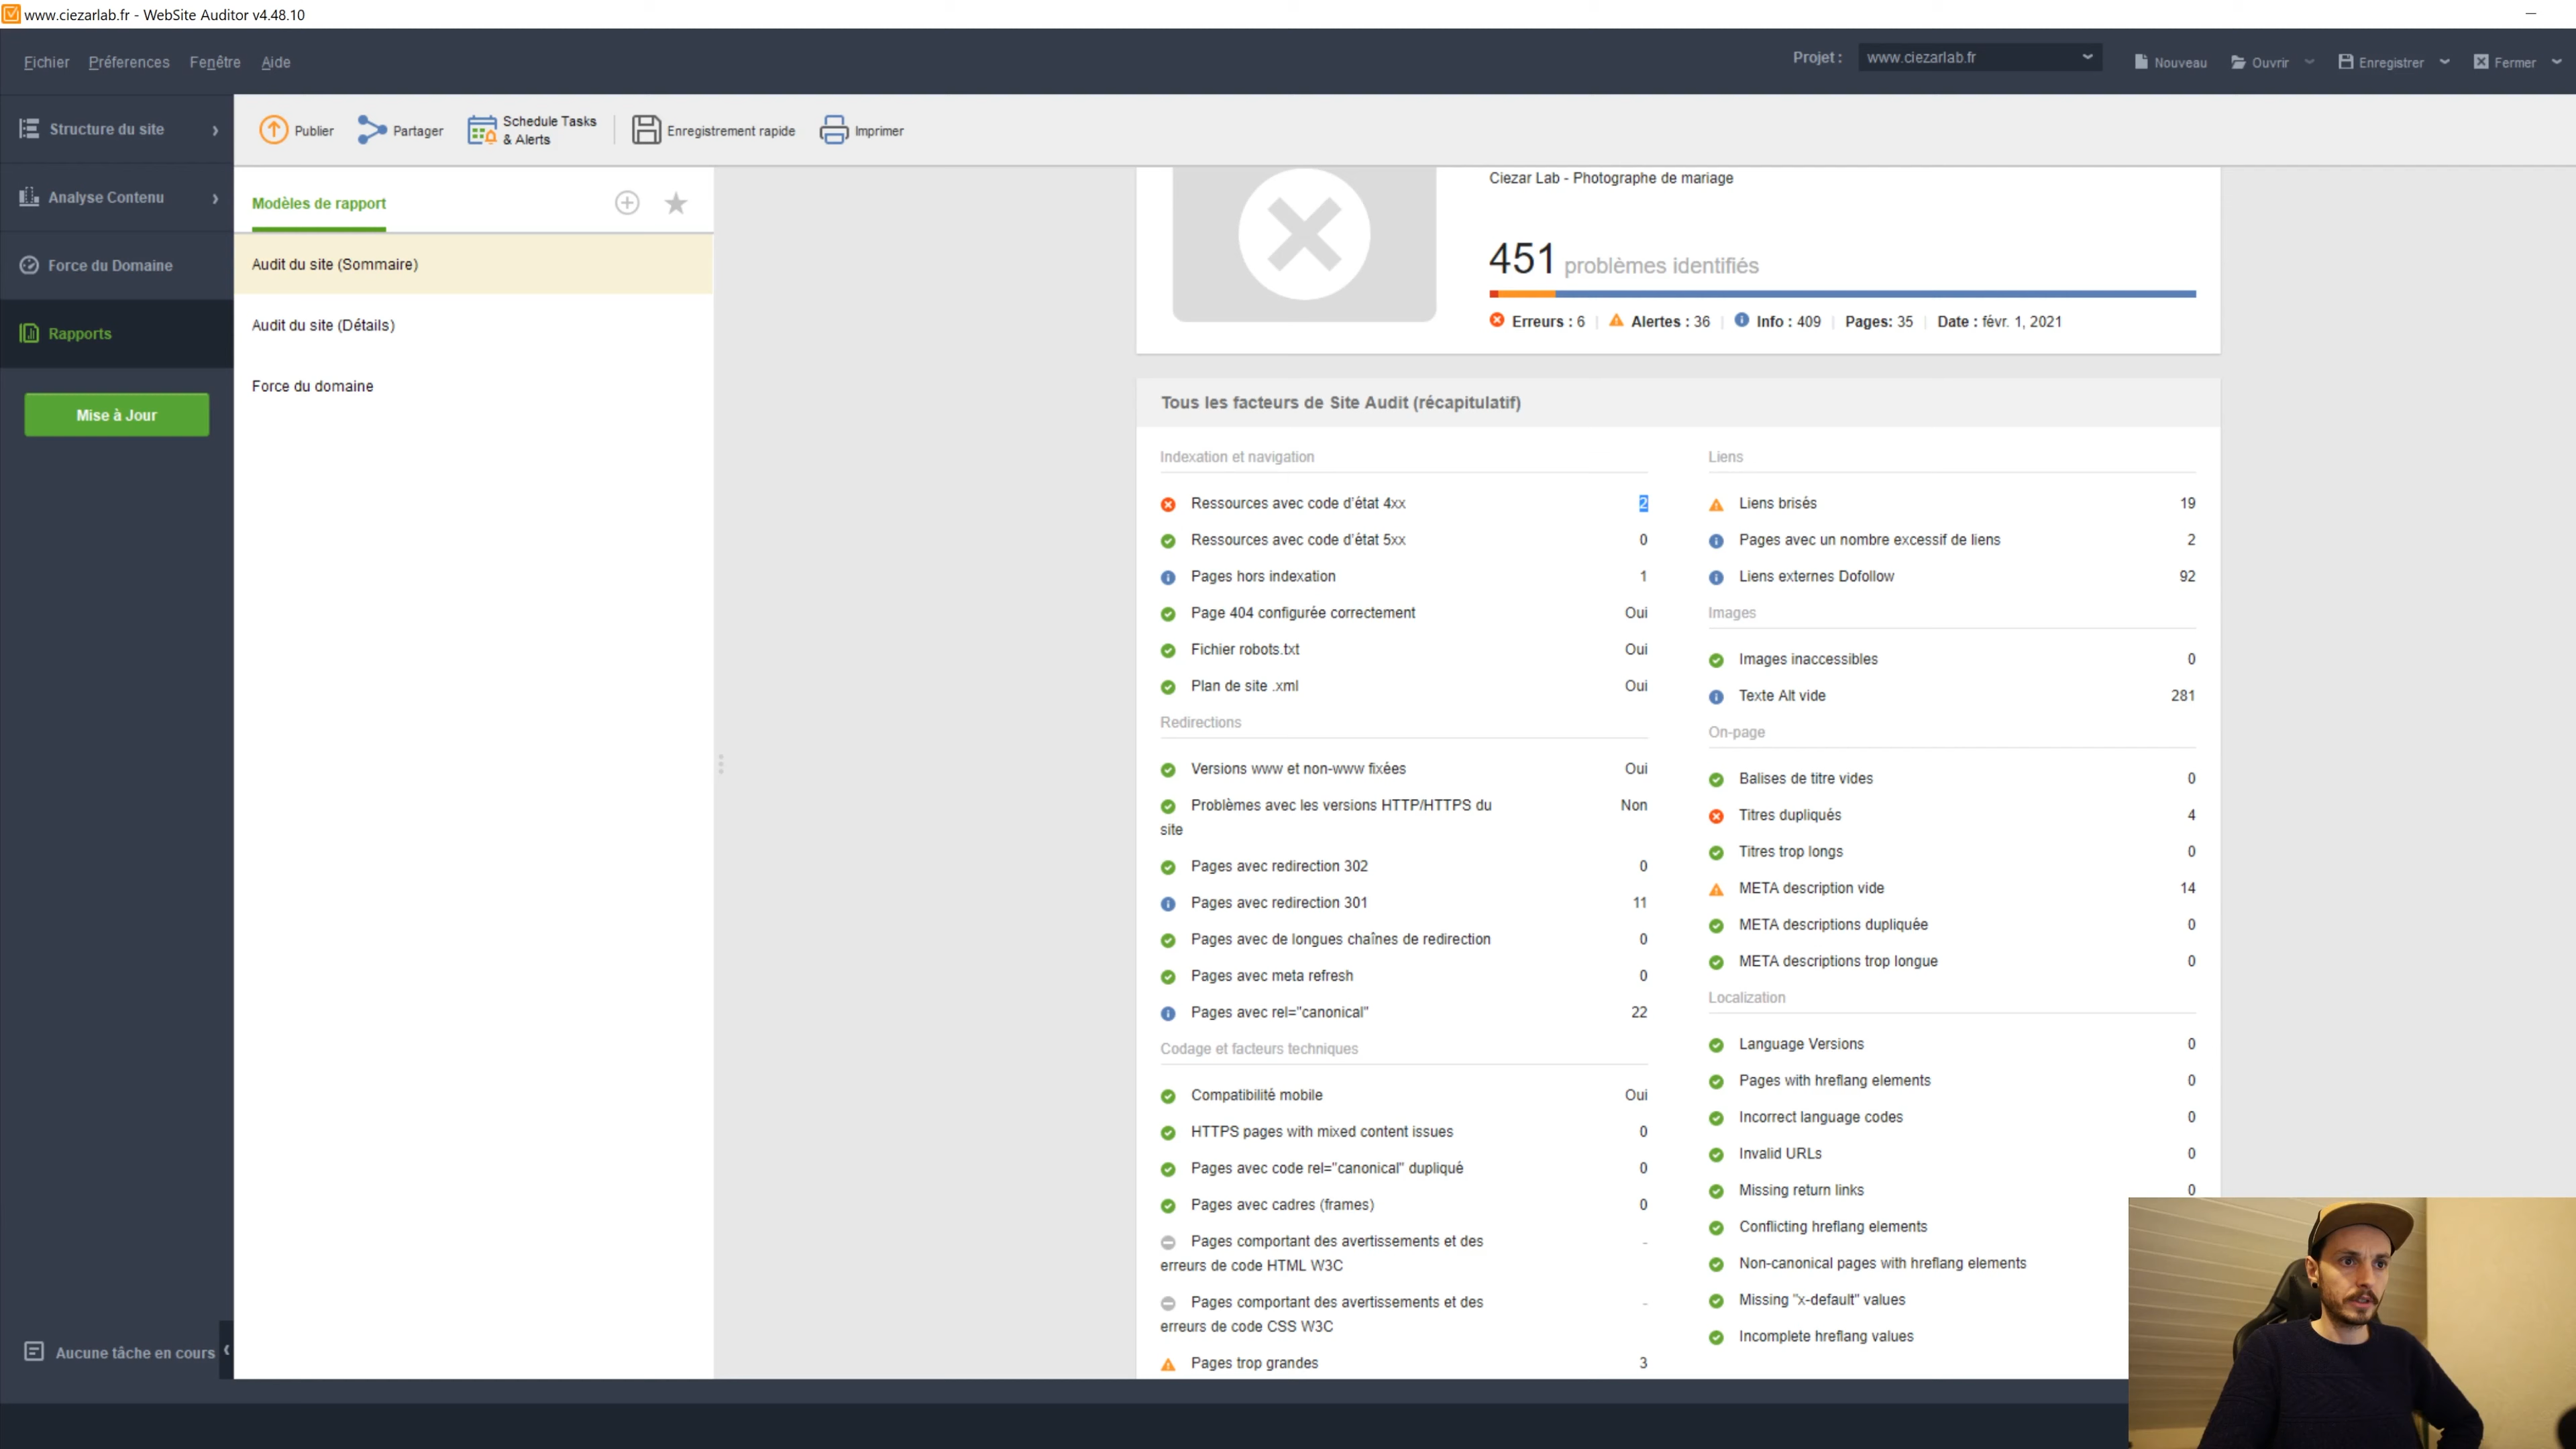 www.ciezarlab.fr - WebSite Auditor v4.48.10
Fichier Préferences Fenêtre Aide
Projet : www.ciezarlab.fr Nouveau Ouvrir Enregistrer Fermer
Structure du site
Analyse Contenu
Force du Domaine
Rapports
Mise à Jour
Aucune tâche en cours
Publier Partager Schedule Tasks
& Alerts Enregistrement rapide Imprimer
Modèles de rapport
Audit du site (Sommaire)
Audit du site (Détails)
Force du domaine
Ciezar Lab - Photographe de mariage
451 problèmes identifiés
Erreurs : 6 Alertes : 36 Info : 409 Pages: 35 Date : févr. 1, 2021
Tous les facteurs de Site Audit (récapitulatif)
Indexation et navigation
Ressources avec code d'état 4xx 2
Ressources avec code d'état 5xx 0
Pages hors indexation 1
Page 404 configurée correctement Oui
Fichier robots.txt Oui
Plan de site .xml Oui
Redirections
Versions www et non-www fixées Oui
Problèmes avec les versions HTTP/HTTPS du Non
site
Pages avec redirection 302 0
Pages avec redirection 301 11
Pages avec de longues chaînes de redirection 0
Pages avec meta refresh 0
Pages avec rel="canonical" 22
Codage et facteurs techniques
Compatibilité mobile Oui
HTTPS pages with mixed content issues 0
Pages avec code rel="canonical" dupliqué 0
Pages avec cadres (frames) 0
Pages comportant des avertissements et des -
erreurs de code HTML W3C
Pages comportant des avertissements et des -
erreurs de code CSS W3C
Pages trop grandes 3
Liens
Liens brisés 19
Pages avec un nombre excessif de liens 2
Liens externes Dofollow 92
Images
Images inaccessibles 0
Texte Alt vide 281
On-page
Balises de titre vides 0
Titres dupliqués 4
Titres trop longs 0
META description vide 14
META descriptions dupliquée 0
META descriptions trop longue 0
Localization
Language Versions 0
Pages with hreflang elements 0
Incorrect language codes 0
Invalid URLs 0
Missing return links 0
Conflicting hreflang elements
Non-canonical pages with hreflang elements
Missing "x-default" values
Incomplete hreflang values